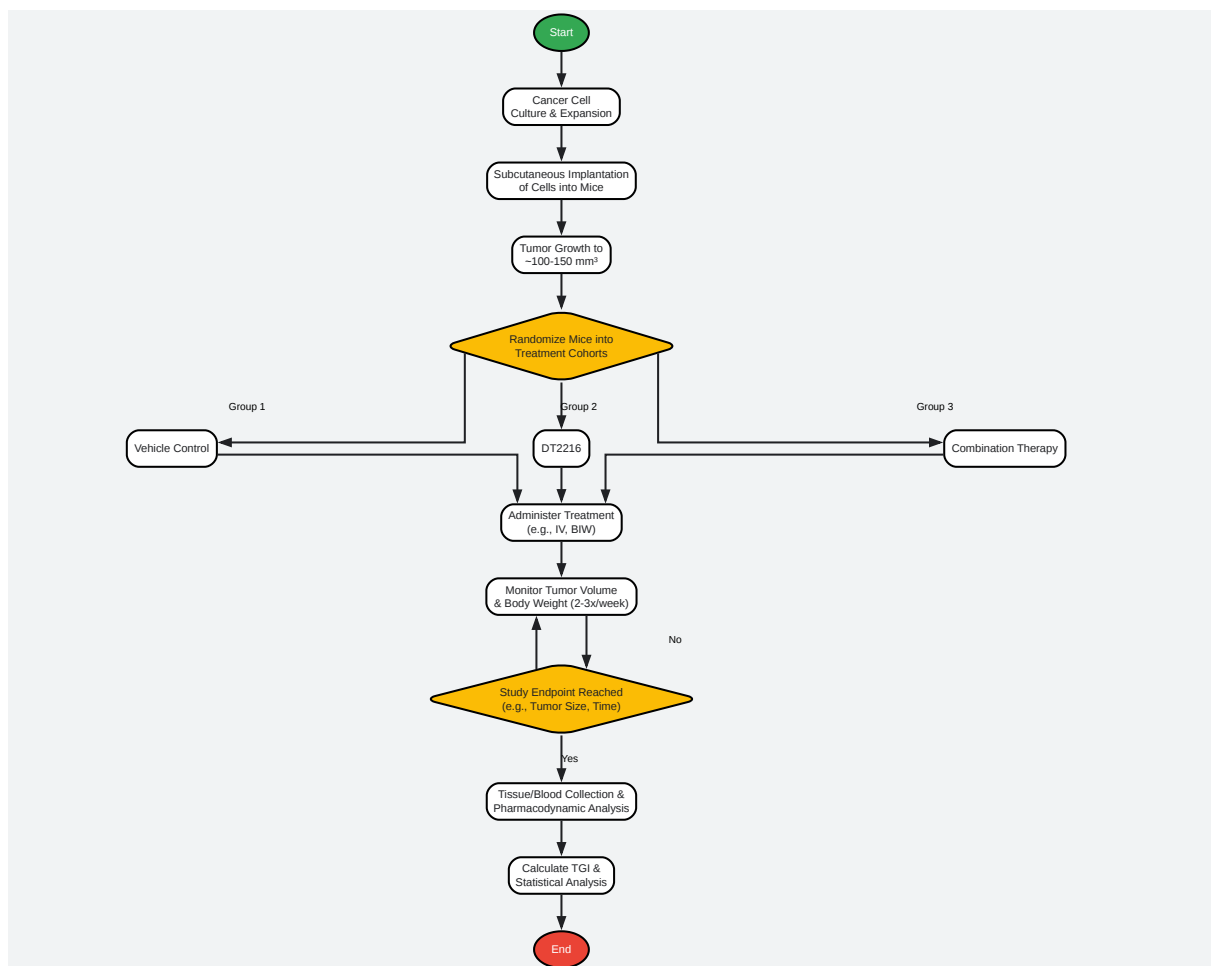 Start
Cancer Cell
Culture & Expansion
Subcutaneous Implantation
of Cells into Mice
Tumor Growth to
~100-150 mm³
Randomize Mice into
Treatment Cohorts
Group 1
Group 2
Group 3
Vehicle Control
DT2216
Combination Therapy
Administer Treatment
(e.g., IV, BIW)
Monitor Tumor Volume
& Body Weight (2-3x/week)
No
Study Endpoint Reached
(e.g., Tumor Size, Time)
Yes
Tissue/Blood Collection &
Pharmacodynamic Analysis
Calculate TGI &
Statistical Analysis
End